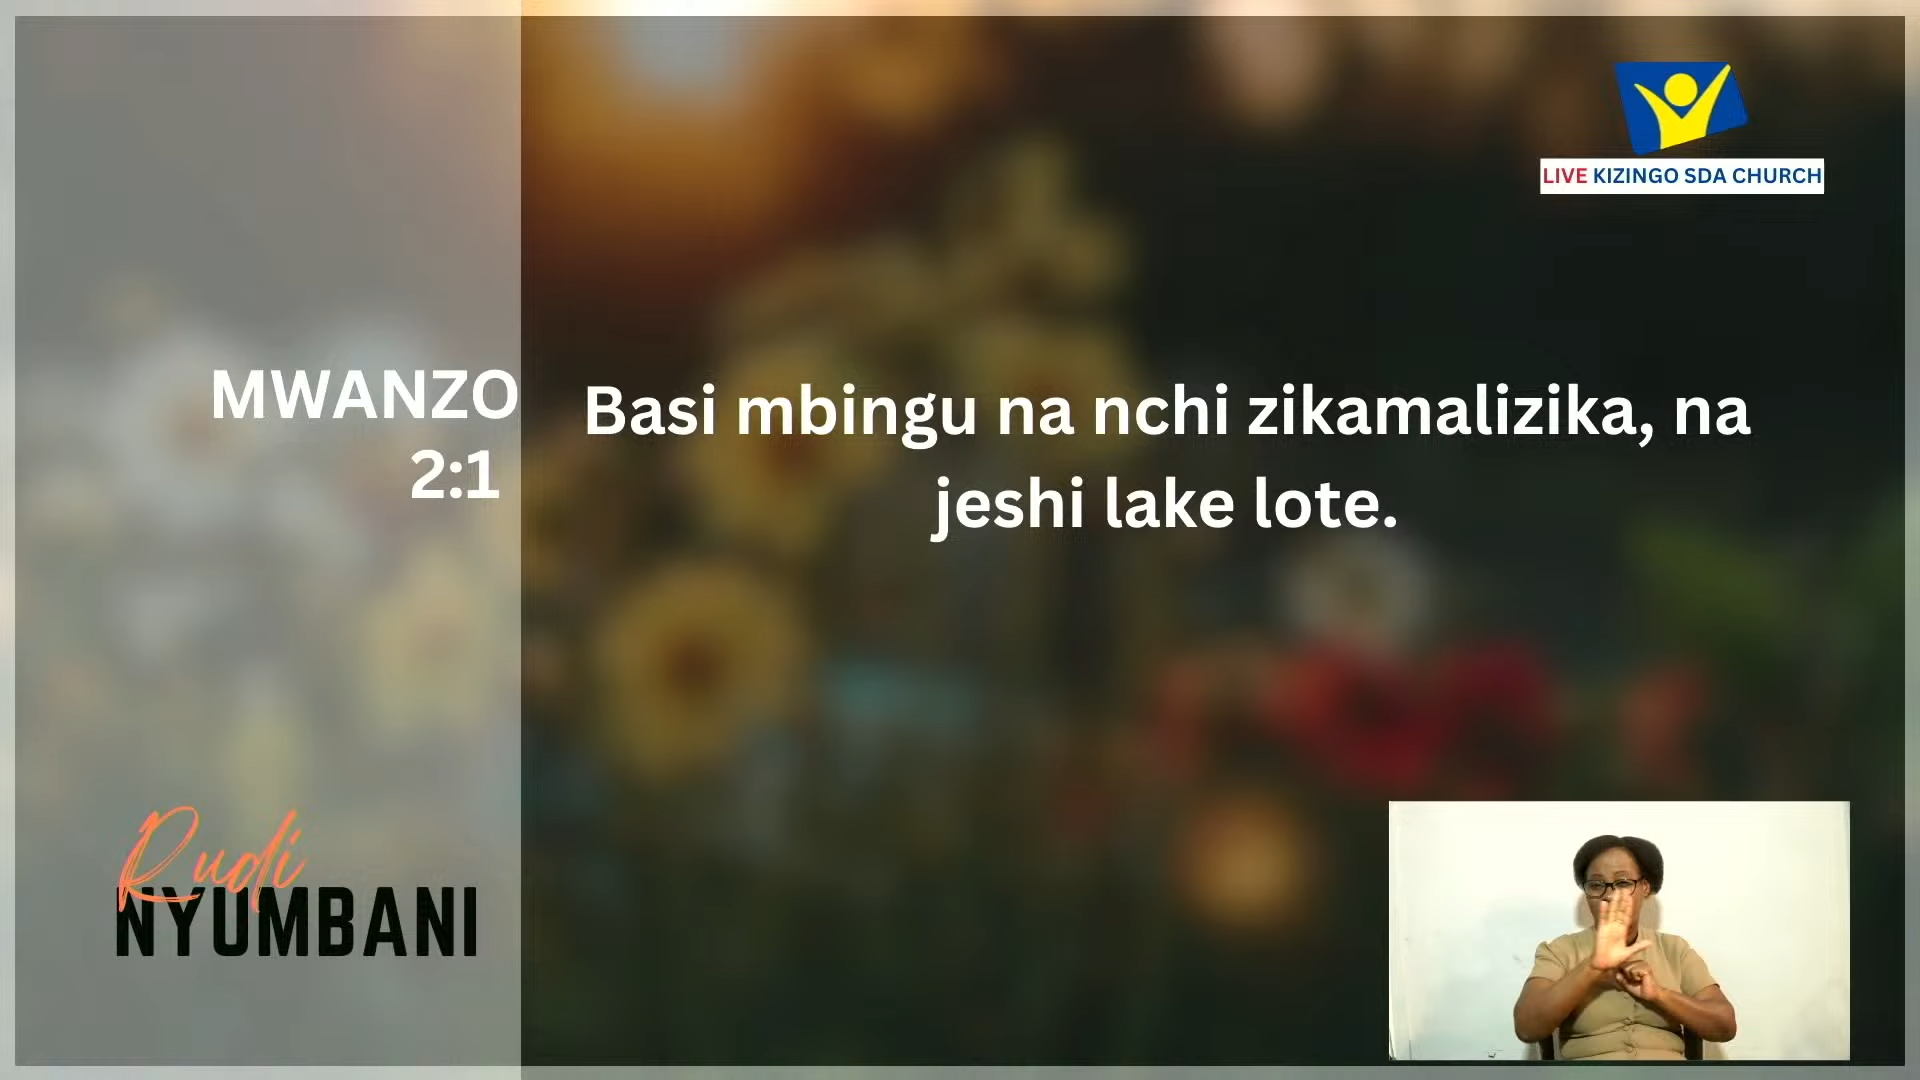 LIVE KIZINGO SDA CHURCH
MWANZO
2:1
Basi mbingu na nchi zikamalizika, na
jeshi lake lote.
Rudi
NYUMBANI